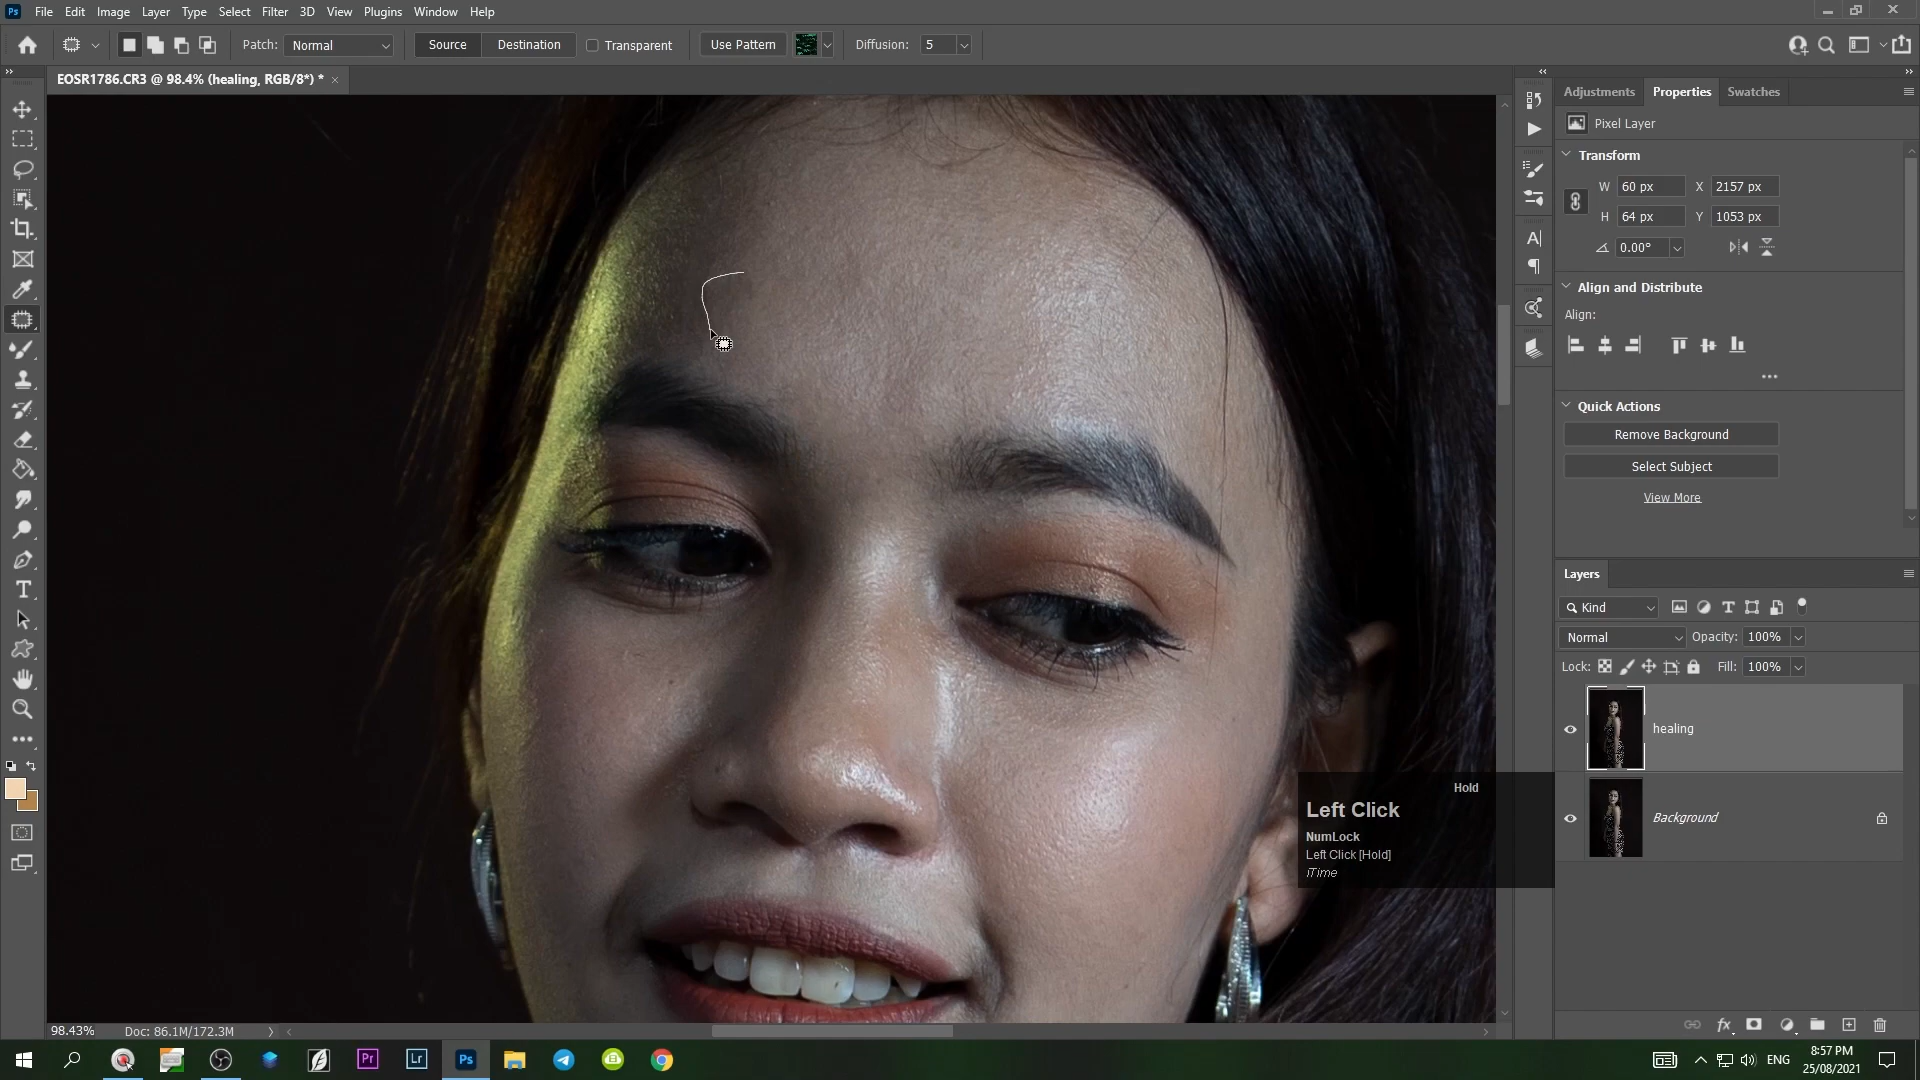 Ps File Edit Image Layer Type Select Filter 3D View Plugins Window Help
Patch: Normal Source Destination Transparent Use Pattern Diffusion: 5
EOSR1786.CR3 @ 98.4% (healing, RGB/8*) *
Adjustments Properties Swatches
Pixel Layer
Transform
W 60 px X 2157 px
H 64 px Y 1053 px
0.00°
Align and Distribute
Align:
Quick Actions
Remove Background
Select Subject
View More
Layers
Kind
Normal Opacity: 100%
Lock: Fill: 100%
healing
Background
Hold
Left Click
NumLock
Left Click [Hold]
iTime
98.43% Doc: 86.1M/172.3M
Pr Lr Ps
ENG
8:57 PM
25/08/2021